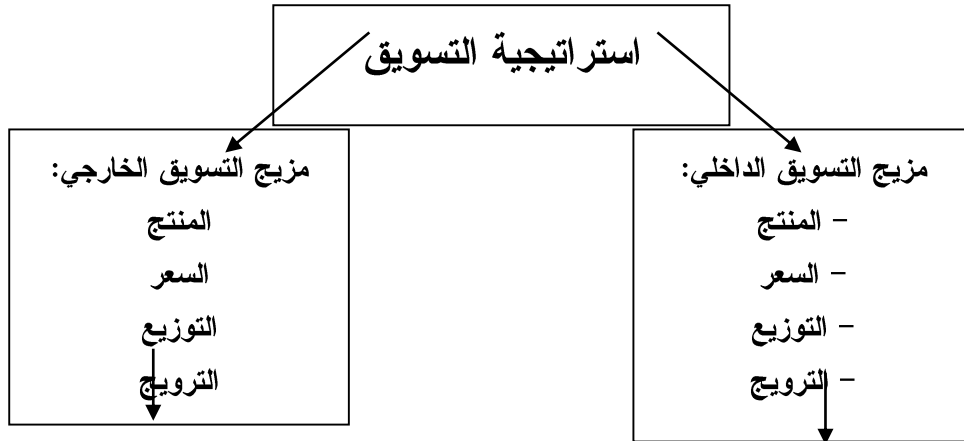 استراتيجية التسويق
مزيج التسويق الداخلي:
- المنتج
- السعر
- التوزيع
- الترويج
مزيج التسويق الخارجي:
المنتج
السعر
التوزيع
الترويج